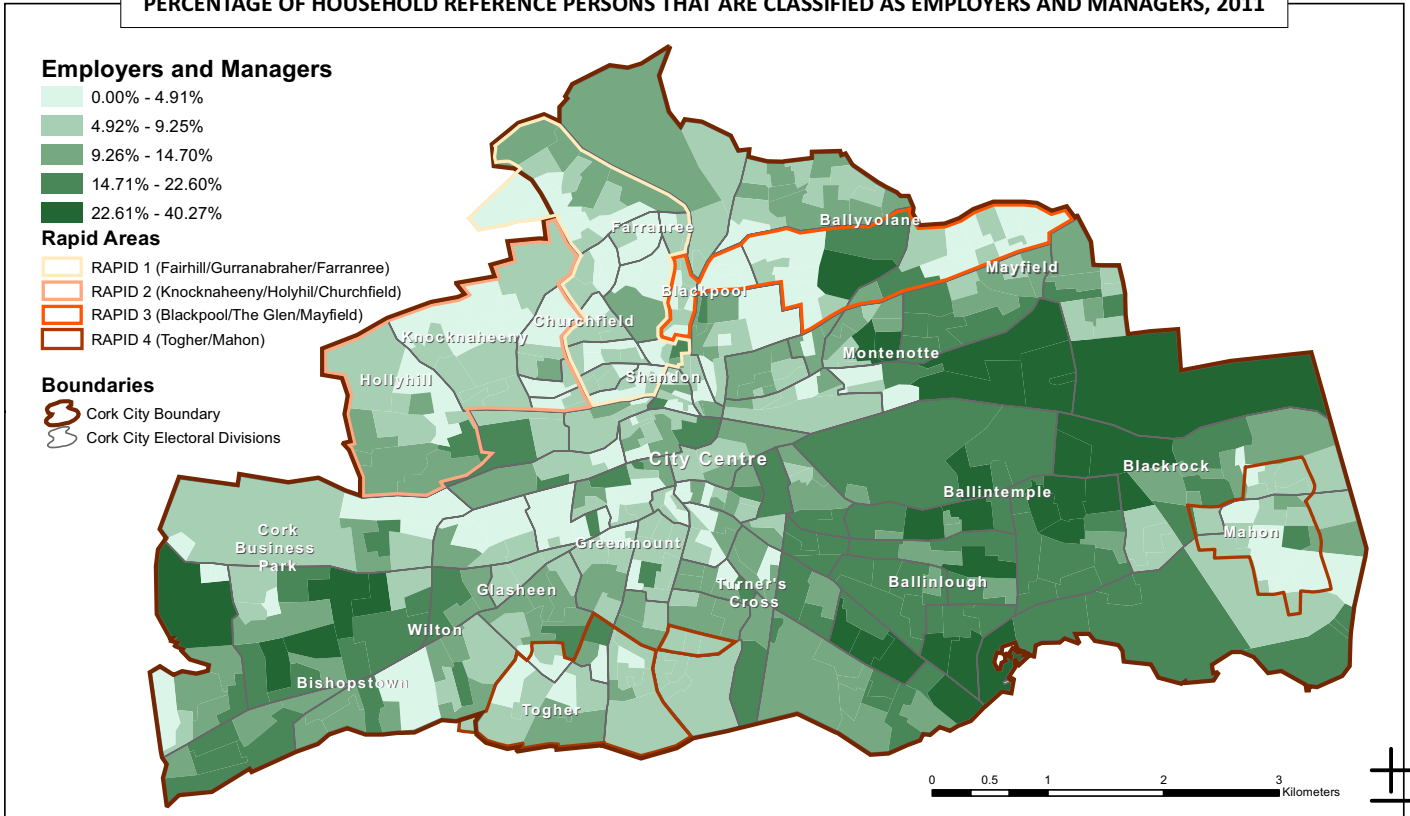 PERCENTAGE OF HOUSEHOLD REFERENCE PERSONS THAT ARE CLASSIFIED AS EMPLOYERS AND MANAGERS, 2011
Employers and Managers
0.00% - 4.91%
4.92% - 9.25%
9.26% - 14.70%
14.71% - 22.60%
22.61% - 40.27%
Rapid Areas
RAPID 1 (Fairhill/Gurranabraher/Farranree)
RAPID 2 (Knocknaheeny/Holyhil/Churchfield)
RAPID 3 (Blackpool/The Glen/Mayfield)
RAPID 4 (Togher/Mahon)
Boundaries
Cork City Boundary
Cork City Electoral Divisions
Ballyvolane
Farranree
Mayfield
Blackpool
Churchfield
Knocknaheeny
Montenotte
Shandon
Hollyhill
City Centre
Blackrock
Ballintemple
Cork
Business
Park
Greenmount
Mahon
Glasheen
Turner's
Cross
Ballinlough
Wilton
Bishopstown
Togher
0 0.5 1 2 3
Kilometers